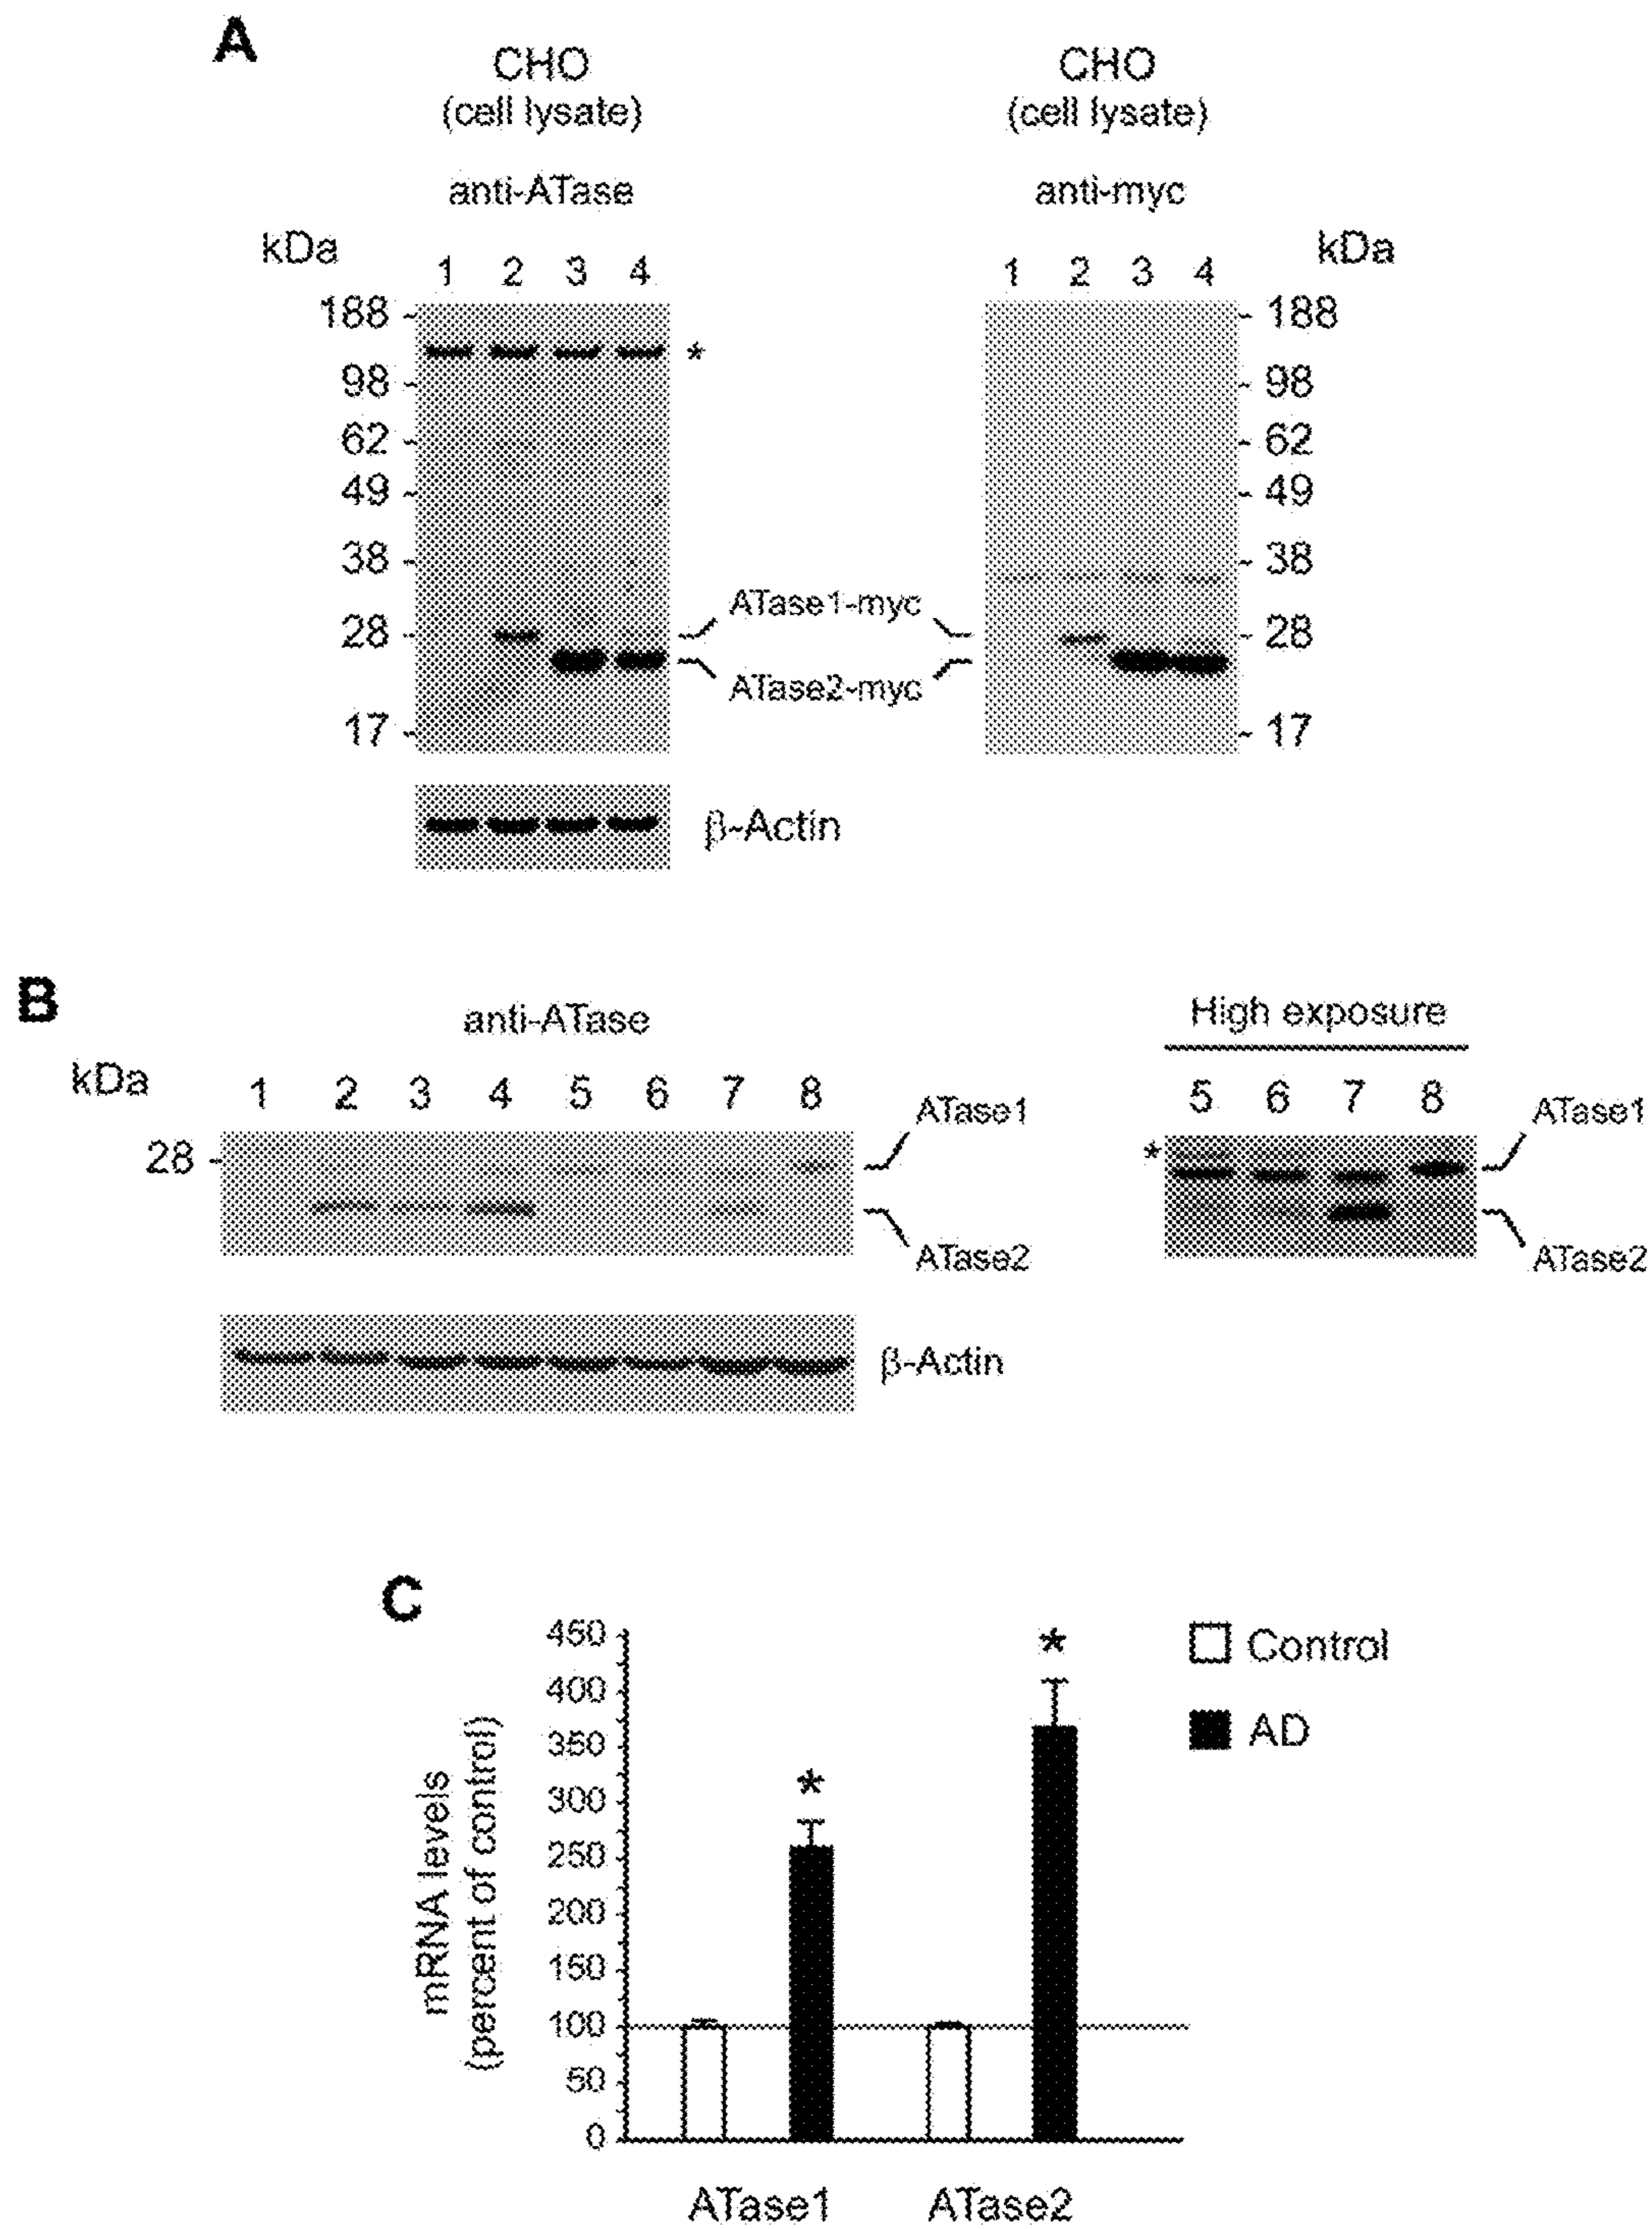 A
CHO
(cell lysate)
anti-ATase
kDa
1 2 3 4
188
98
62
49
38
28
17
*
ATase1-myc
ATase2-myc
β-Actin
CHO
(cell lysate)
anti-myc
kDa
1 2 3 4
188
98
62
49
38
28
17
B
anti-ATase
kDa
1 2 3 4 5 6 7 8
28
ATase1
ATase2
β-Actin
High exposure
5 6 7 8
*
ATase1
ATase2
C
mRNA levels
(percent of control)
450
400
350
300
250
200
150
100
50
0
*
*
Control
AD
ATase1 ATase2